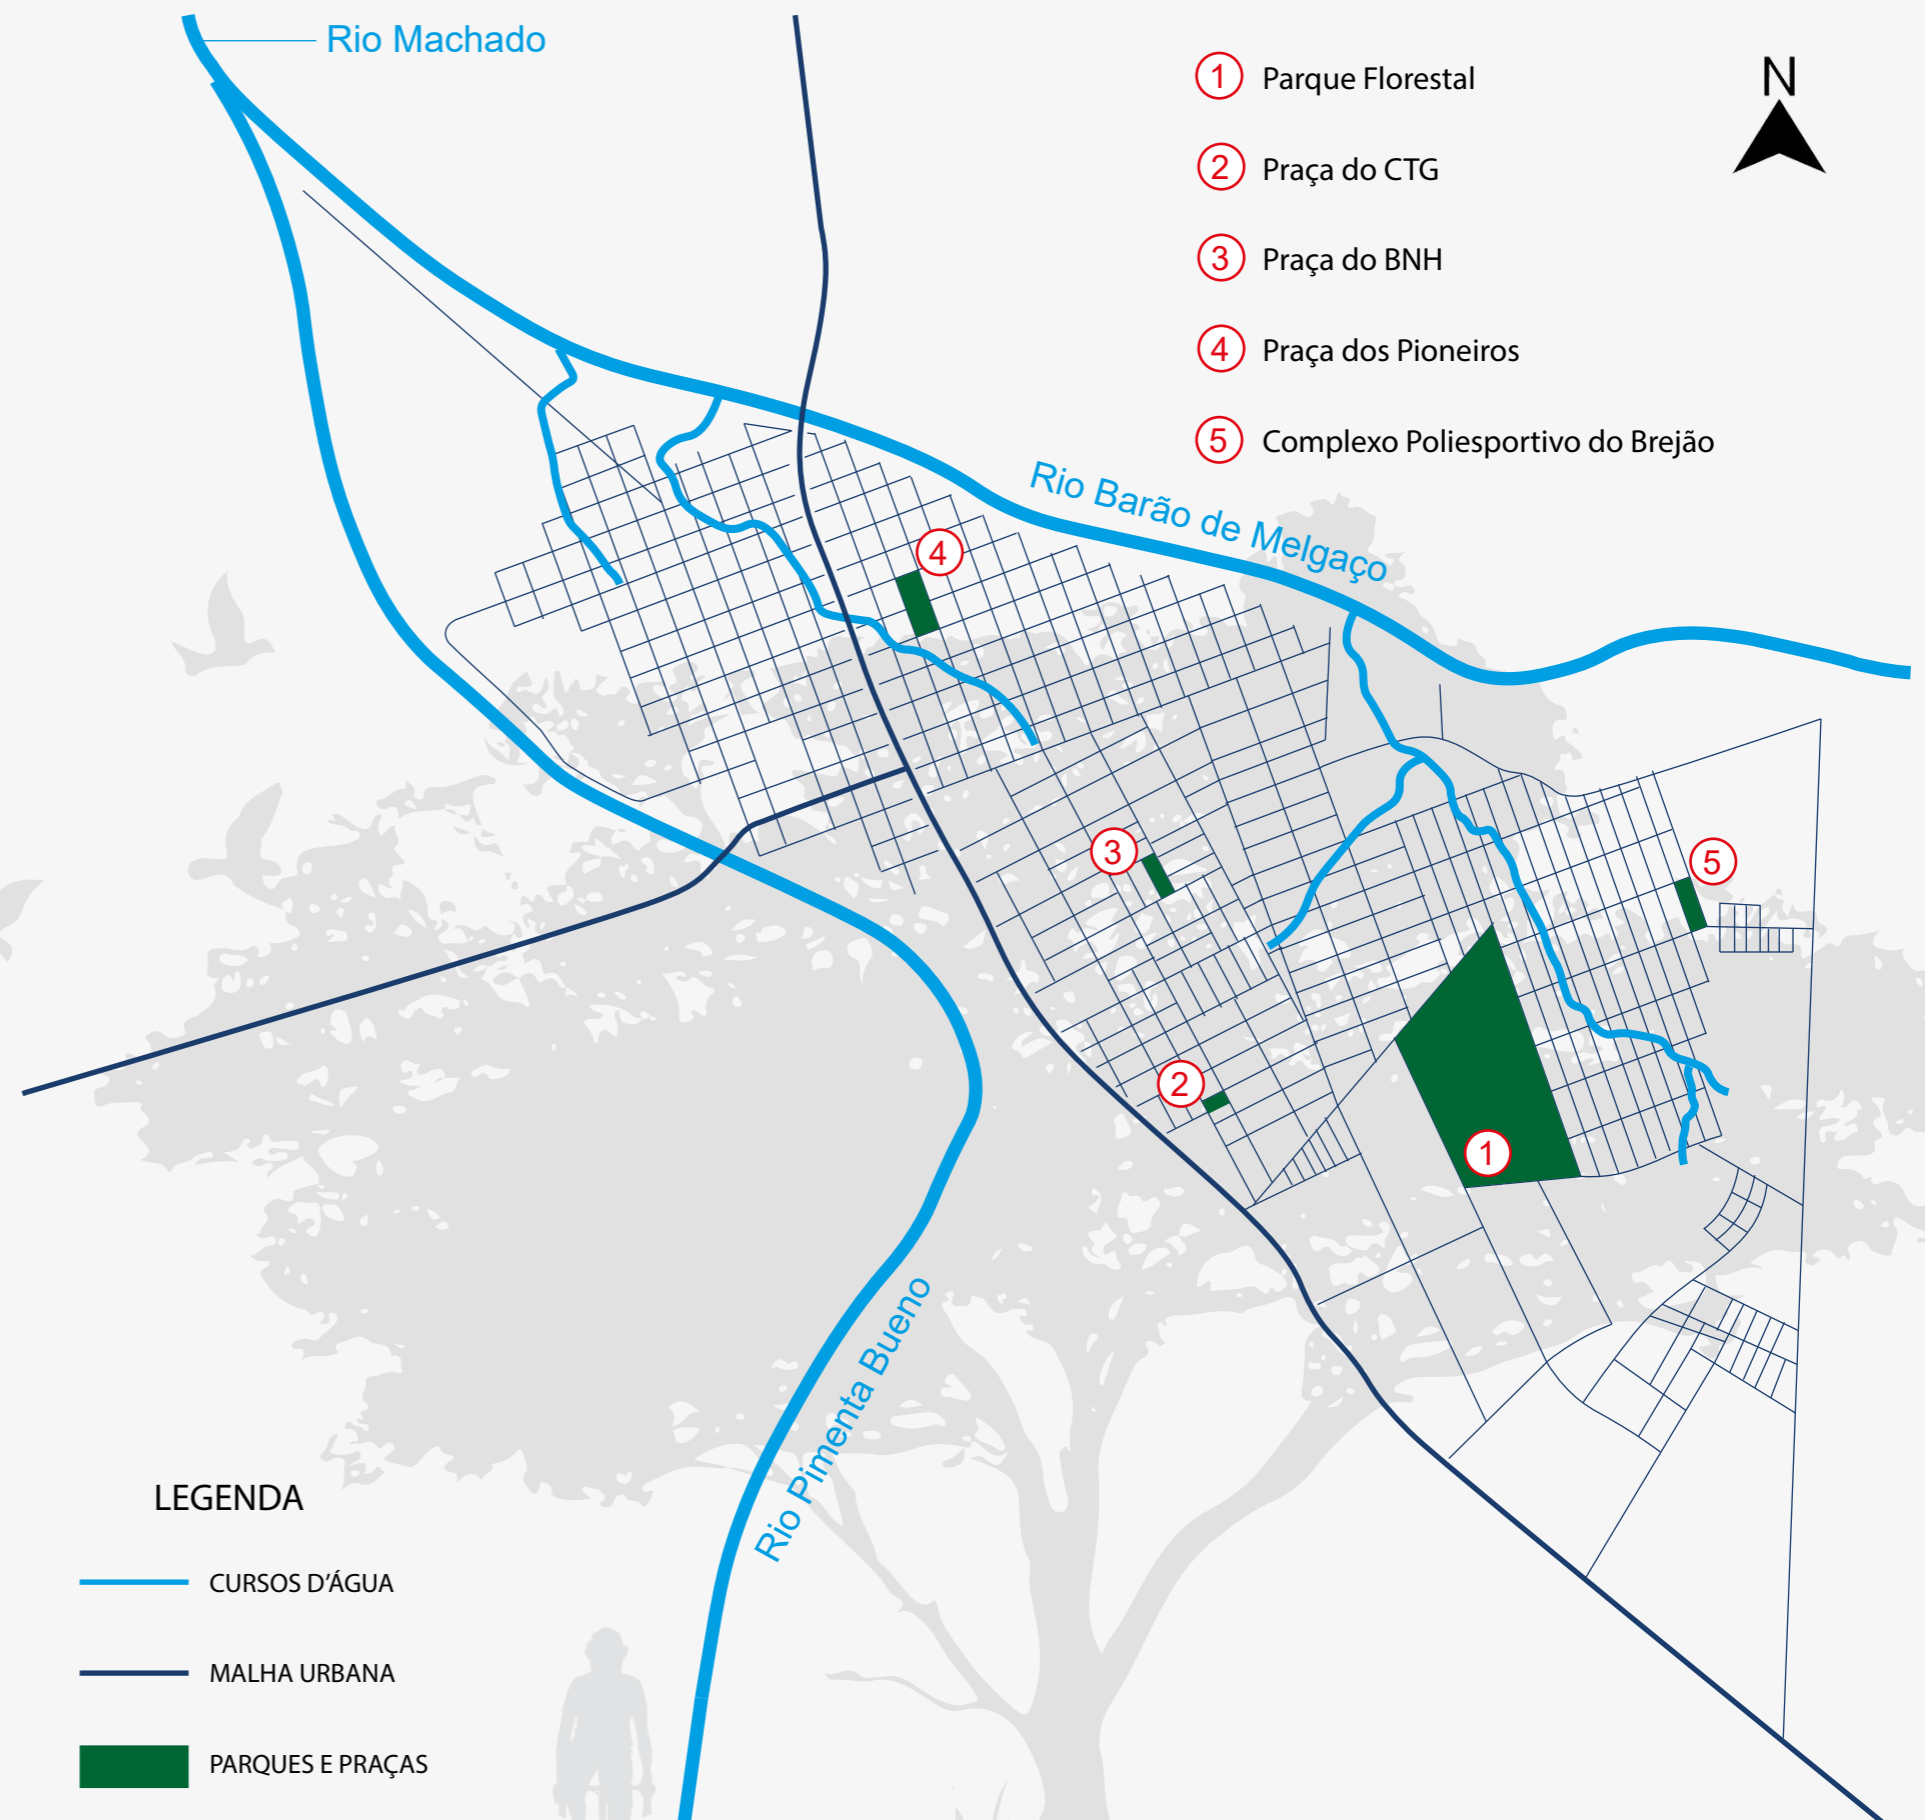 Rio Machado
N
1 Parque Florestal
2 Praça do CTG
3 Praça do BNH
4 Praça dos Pioneiros
5 Complexo Poliesportivo do Brejão
Rio Barão de Melgaço
4
3
5
2
1
Rio Pimenta Bueno
LEGENDA
CURSOS D’ÁGUA
MALHA URBANA
PARQUES E PRAÇAS